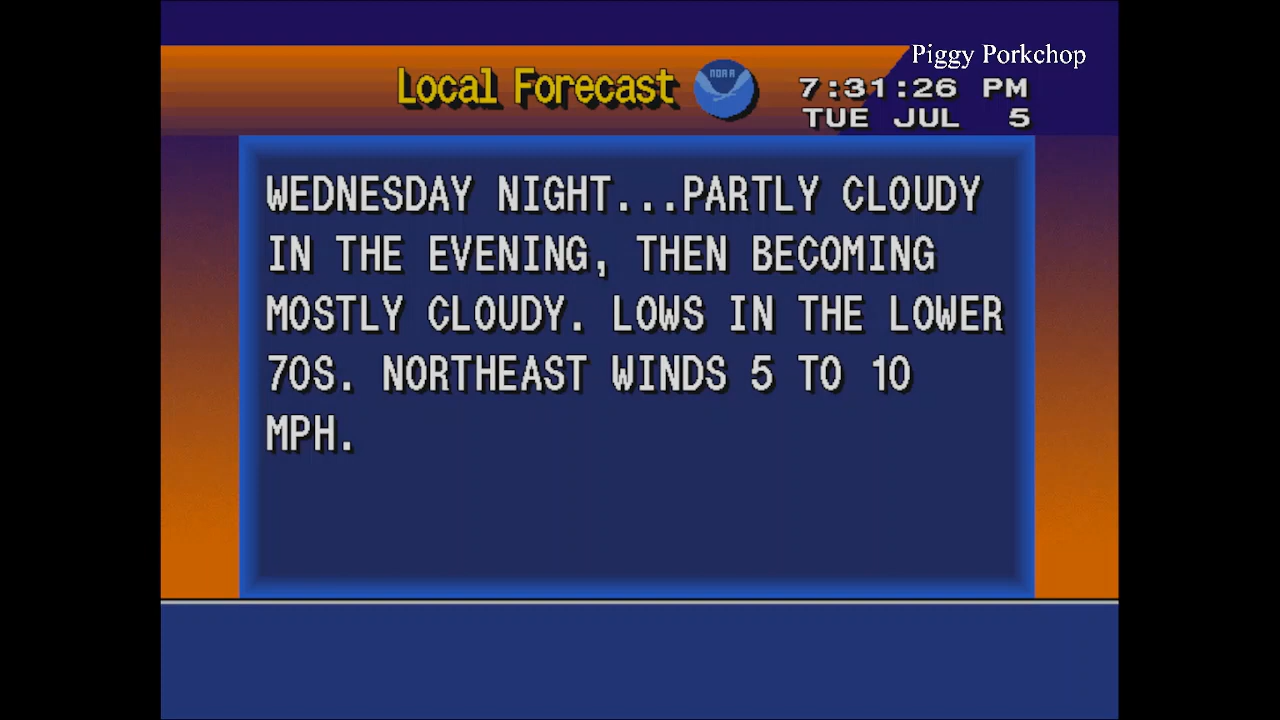 Piggy Porkchop
Local Forecast
NOAA
7:31:26 PM
TUE JUL 5
WEDNESDAY NIGHT...PARTLY CLOUDY
IN THE EVENING, THEN BECOMING
MOSTLY CLOUDY. LOWS IN THE LOWER
70S. NORTHEAST WINDS 5 TO 10
MPH.